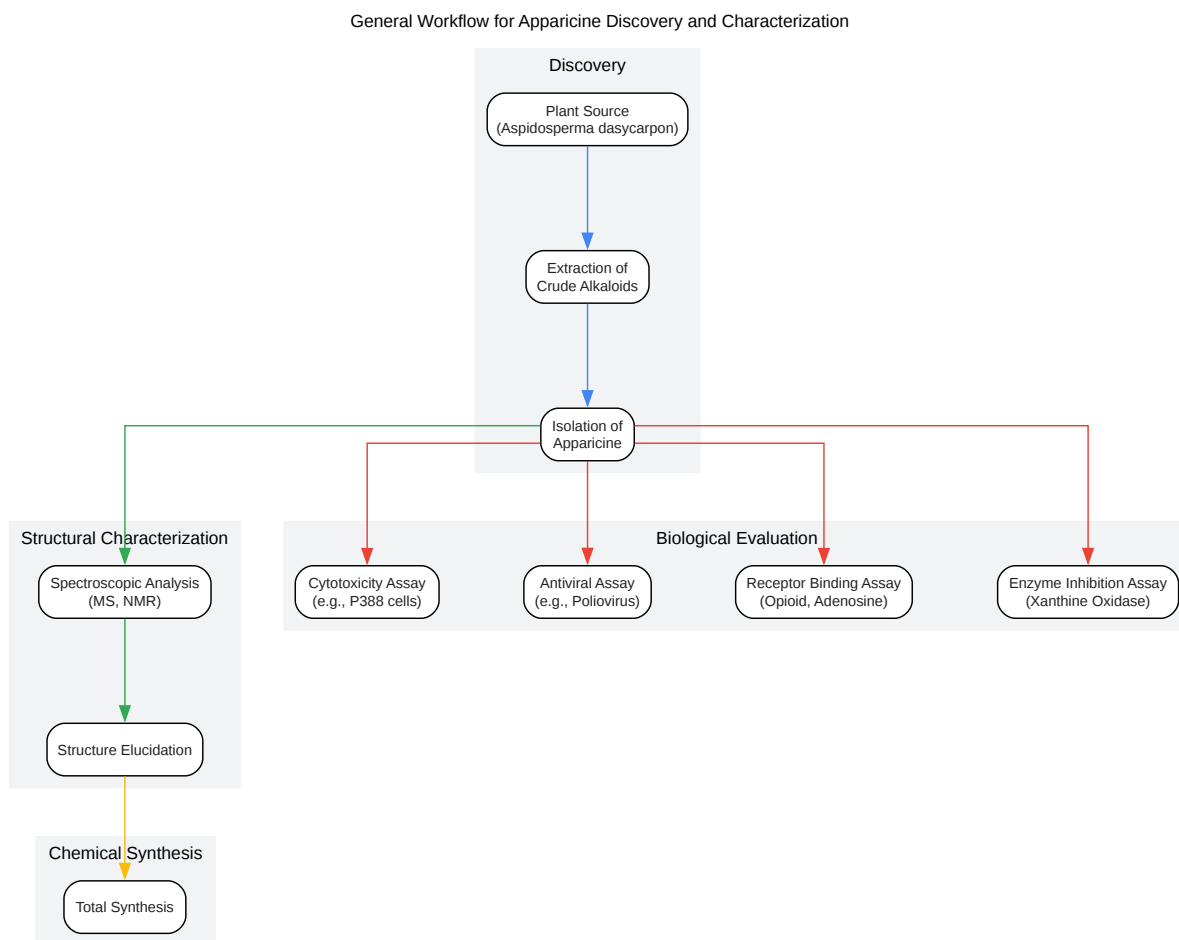 General Workflow for Apparicine Discovery and Characterization
Discovery
Plant Source
(Aspidosperma dasycarpon)
Extraction of
Crude Alkaloids
Isolation of
Apparicine
Structural Characterization
Spectroscopic Analysis
(MS, NMR)
Structure Elucidation
Chemical Synthesis
Total Synthesis
Biological Evaluation
Cytotoxicity Assay
(e.g., P388 cells)
Antiviral Assay
(e.g., Poliovirus)
Receptor Binding Assay
(Opioid, Adenosine)
Enzyme Inhibition Assay
(Xanthine Oxidase)